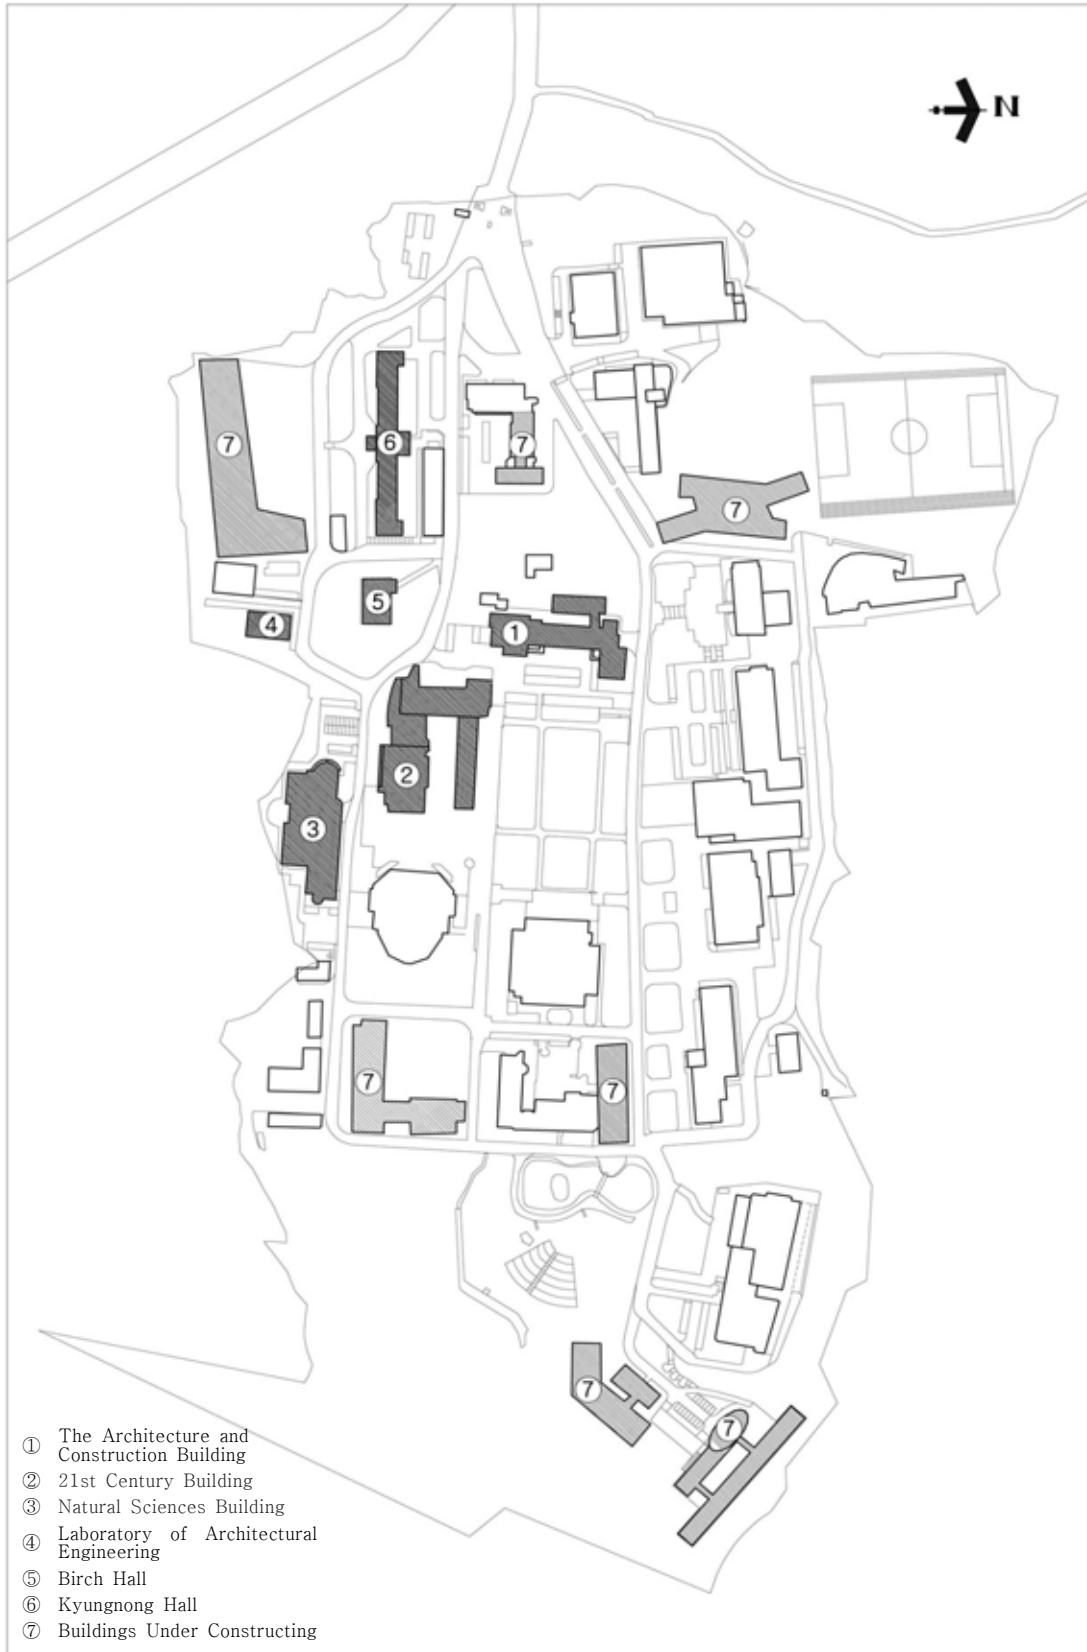 N
7
6
7
7
5
4
1
2
3
7
7
7
7
① The Architecture and
Construction Building
② 21st Century Building
③ Natural Sciences Building
④ Laboratory of Architectural
Engineering
⑤ Birch Hall
⑥ Kyungnong Hall
⑦ Buildings Under Constructing